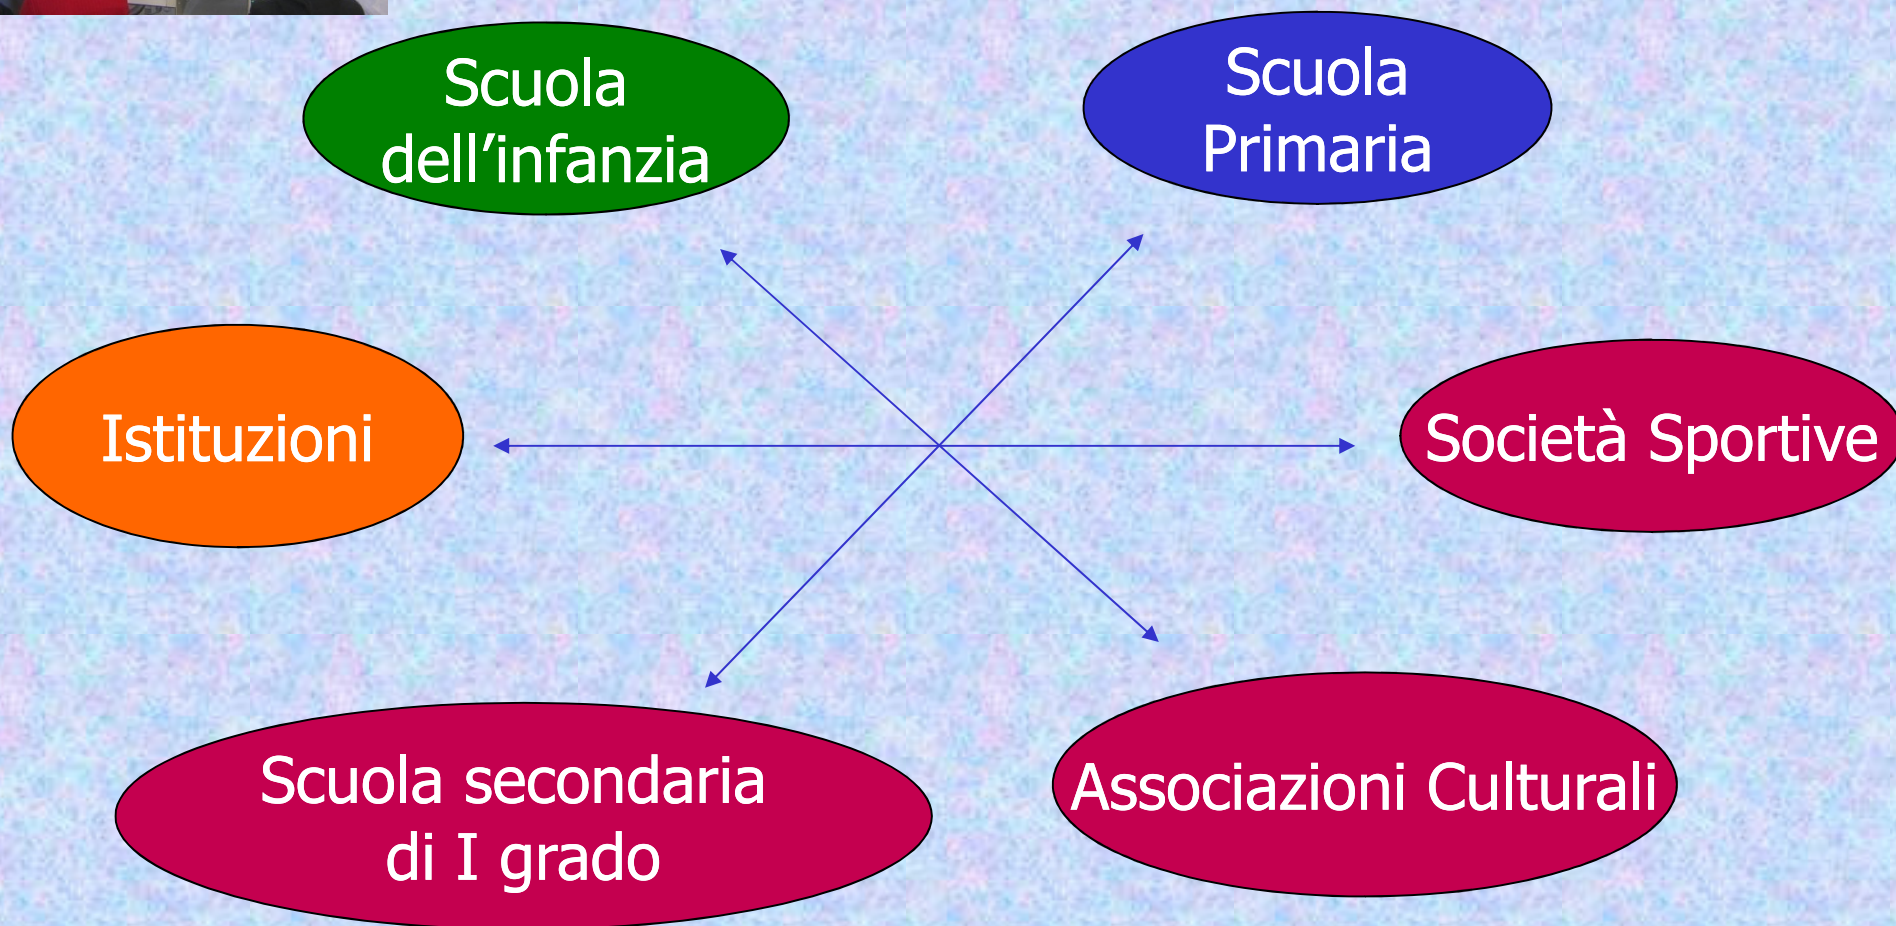 Scuola
dell’infanzia
Scuola
Primaria
Istituzioni
Società Sportive
Scuola secondaria
di I grado
Associazioni Culturali